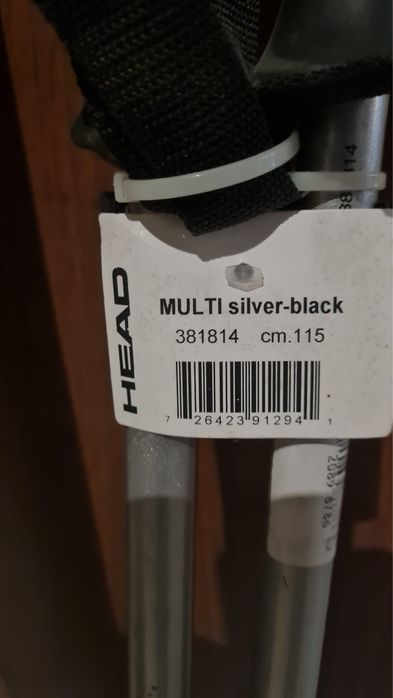 HEAD
MULTI silver-black
381814 cm.115
7 26423 91294 1